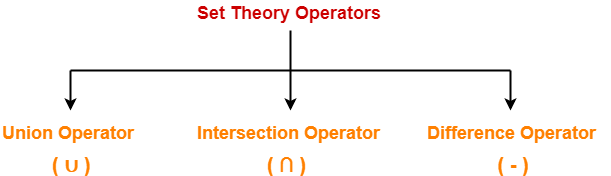 Set Theory Operators
Union Operator Intersection Operator Difference Operator
( ∪ ) ( ∩ ) ( - )